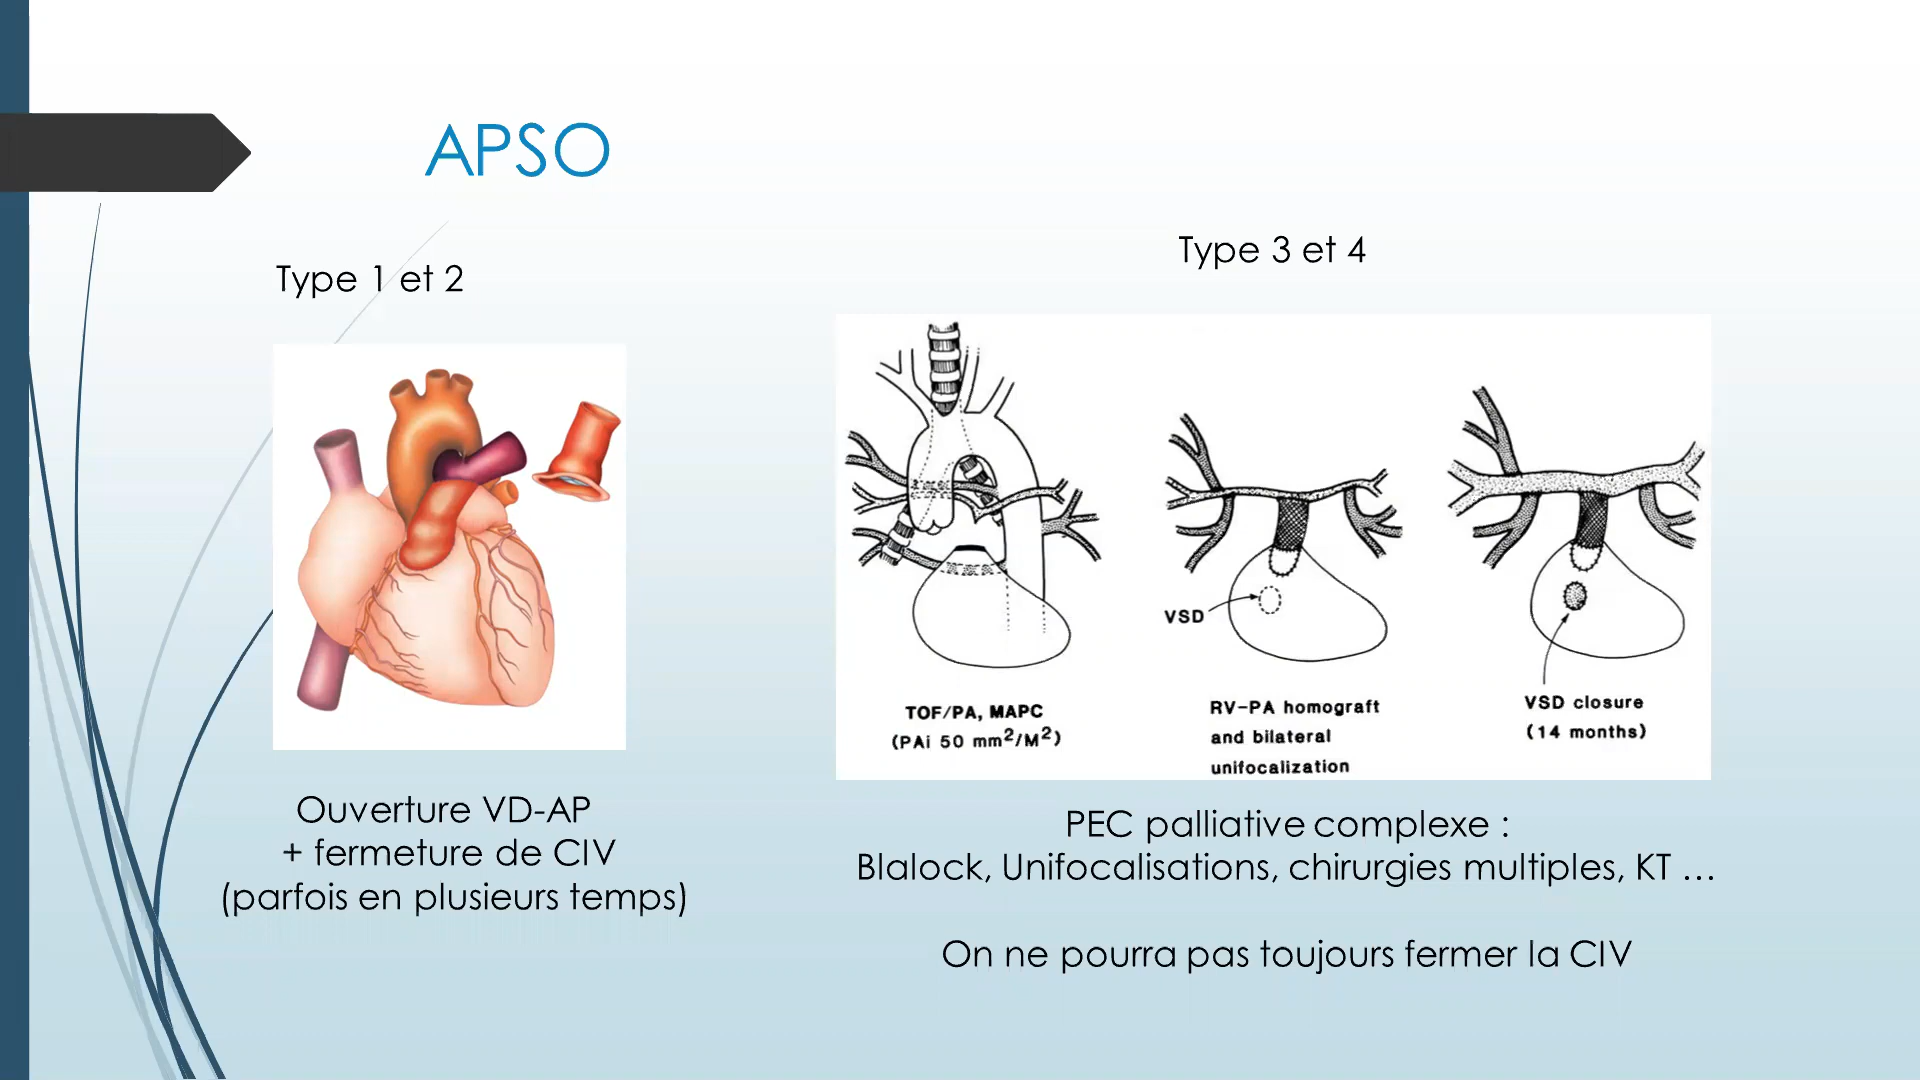 APSO
Type 1 et 2
Ouverture VD-AP
+ fermeture de CIV
(parfois en plusieurs temps)
Type 3 et 4
TOF/PA, MAPC
(PAi 50 mm²/M²)
VSD
RV-PA homograft
and bilateral
unifocalization
VSD closure
(14 months)
PEC palliative complexe :
Blalock, Unifocalisations, chirurgies multiples, KT ...
On ne pourra pas toujours fermer la CIV